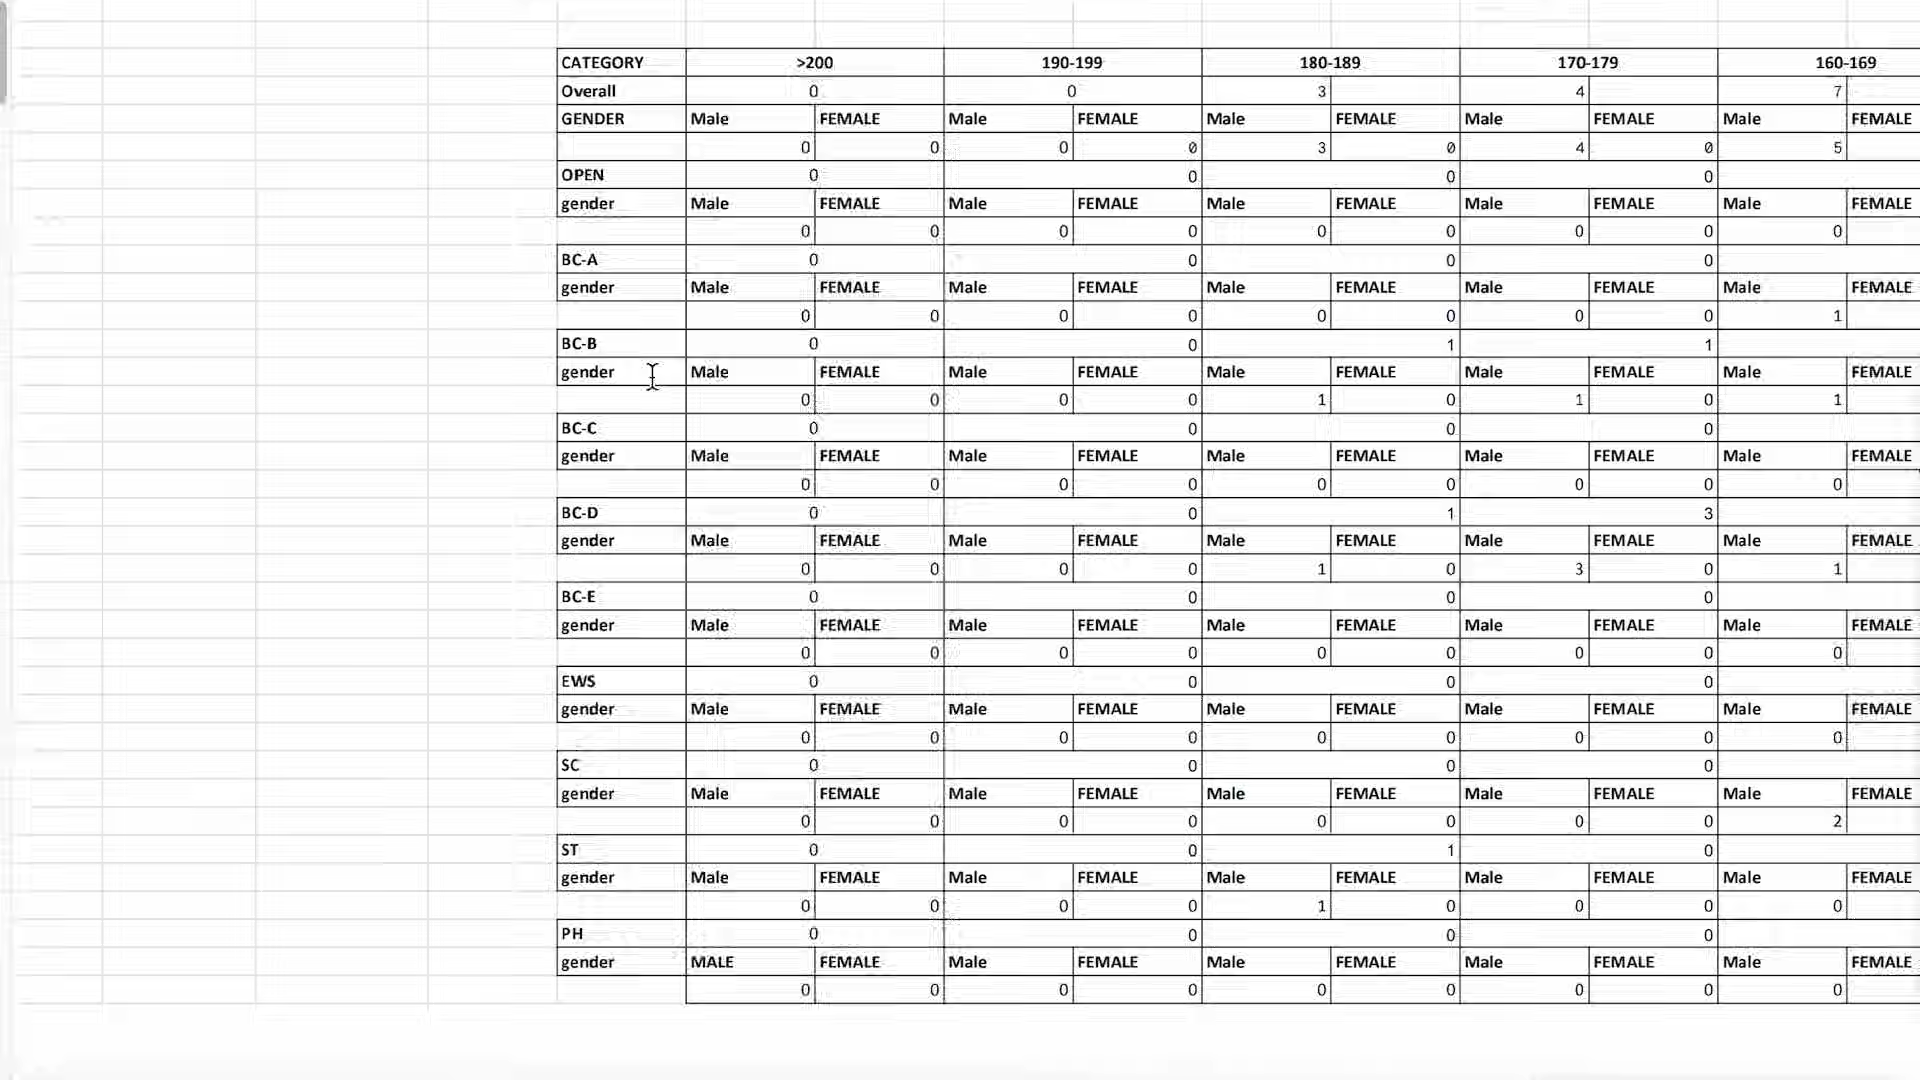 CATEGORY >200 190-199 180-189 170-179 160-169
Overall 0 0 3 4 7
GENDER Male FEMALE Male FEMALE Male FEMALE Male FEMALE Male FEMALE
0 0 0 0 3 0 4 0 5
OPEN 0 0 0 0
gender Male FEMALE Male FEMALE Male FEMALE Male FEMALE Male FEMALE
0 0 0 0 0 0 0 0 0
BC-A 0 0 0 0
gender Male FEMALE Male FEMALE Male FEMALE Male FEMALE Male FEMALE
0 0 0 0 0 0 0 0 1
BC-B 0 0 1 1
gender Male FEMALE Male FEMALE Male FEMALE Male FEMALE Male FEMALE
0 0 0 0 1 0 1 0 1
BC-C 0 0 0 0
gender Male FEMALE Male FEMALE Male FEMALE Male FEMALE Male FEMALE
0 0 0 0 0 0 0 0 0
BC-D 0 0 1 3
gender Male FEMALE Male FEMALE Male FEMALE Male FEMALE Male FEMALE
0 0 0 0 1 0 3 0 1
BC-E 0 0 0 0
gender Male FEMALE Male FEMALE Male FEMALE Male FEMALE Male FEMALE
0 0 0 0 0 0 0 0 0
EWS 0 0 0 0
gender Male FEMALE Male FEMALE Male FEMALE Male FEMALE Male FEMALE
0 0 0 0 0 0 0 0 0
SC 0 0 0 0
gender Male FEMALE Male FEMALE Male FEMALE Male FEMALE Male FEMALE
0 0 0 0 0 0 0 0 2
ST 0 0 1 0
gender Male FEMALE Male FEMALE Male FEMALE Male FEMALE Male FEMALE
0 0 0 0 1 0 0 0 0
PH 0 0 0 0
gender MALE FEMALE Male FEMALE Male FEMALE Male FEMALE Male FEMALE
0 0 0 0 0 0 0 0 0